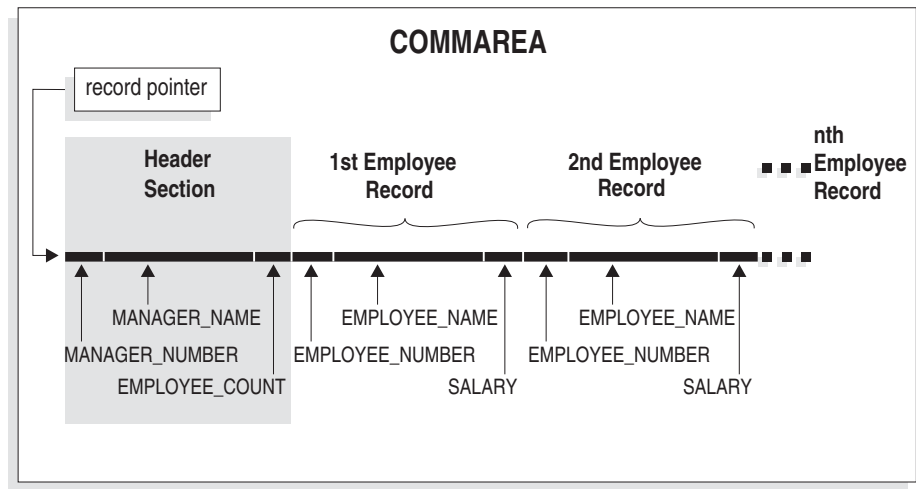 COMMAREA
record pointer
Header
Section
1st Employee
Record
2nd Employee
Record
nth
Employee
Record
MANAGER_NAME
MANAGER_NUMBER
EMPLOYEE_COUNT
EMPLOYEE_NAME
EMPLOYEE_NUMBER
SALARY
EMPLOYEE_NAME
EMPLOYEE_NUMBER
SALARY